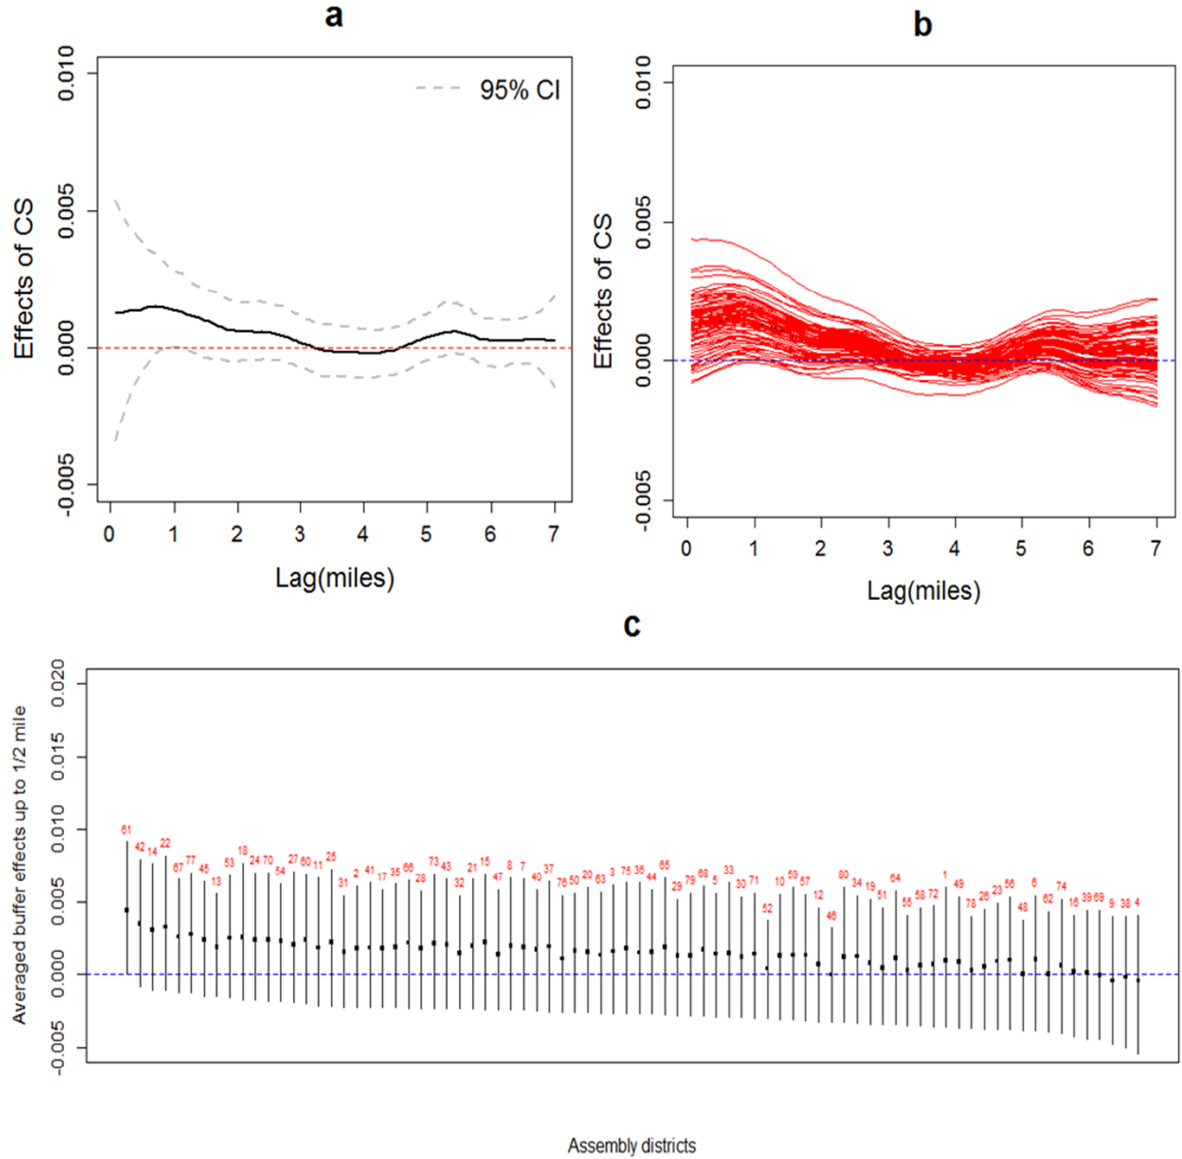 a
b
0.010
0.005
0.000
-0.005
Effects of CS
95% CI
0 1 2 3 4 5 6 7
Lag(miles)
0.010
0.005
0.000
-0.005
Effects of CS
0 1 2 3 4 5 6 7
Lag(miles)
c
0.020
0.015
0.010
0.005
0.000
-0.005
Averaged buffer effects up to 1/2 mile
61 42 14 22 67 77 45 13 53 18 24 70 54 27 60 11 25 31 2 41 17 35 66 28 73 43 32 21 15 47 8 7 40 37 76 50 20 63 3 75 36 44 65 29 79 68 5 33 30 71 52 10 59 57 12 46 80 34 19 51 64 55 58 72 1 49 78 26 23 56 48 6 62 74 16 39 69 9 38 4
Assembly districts